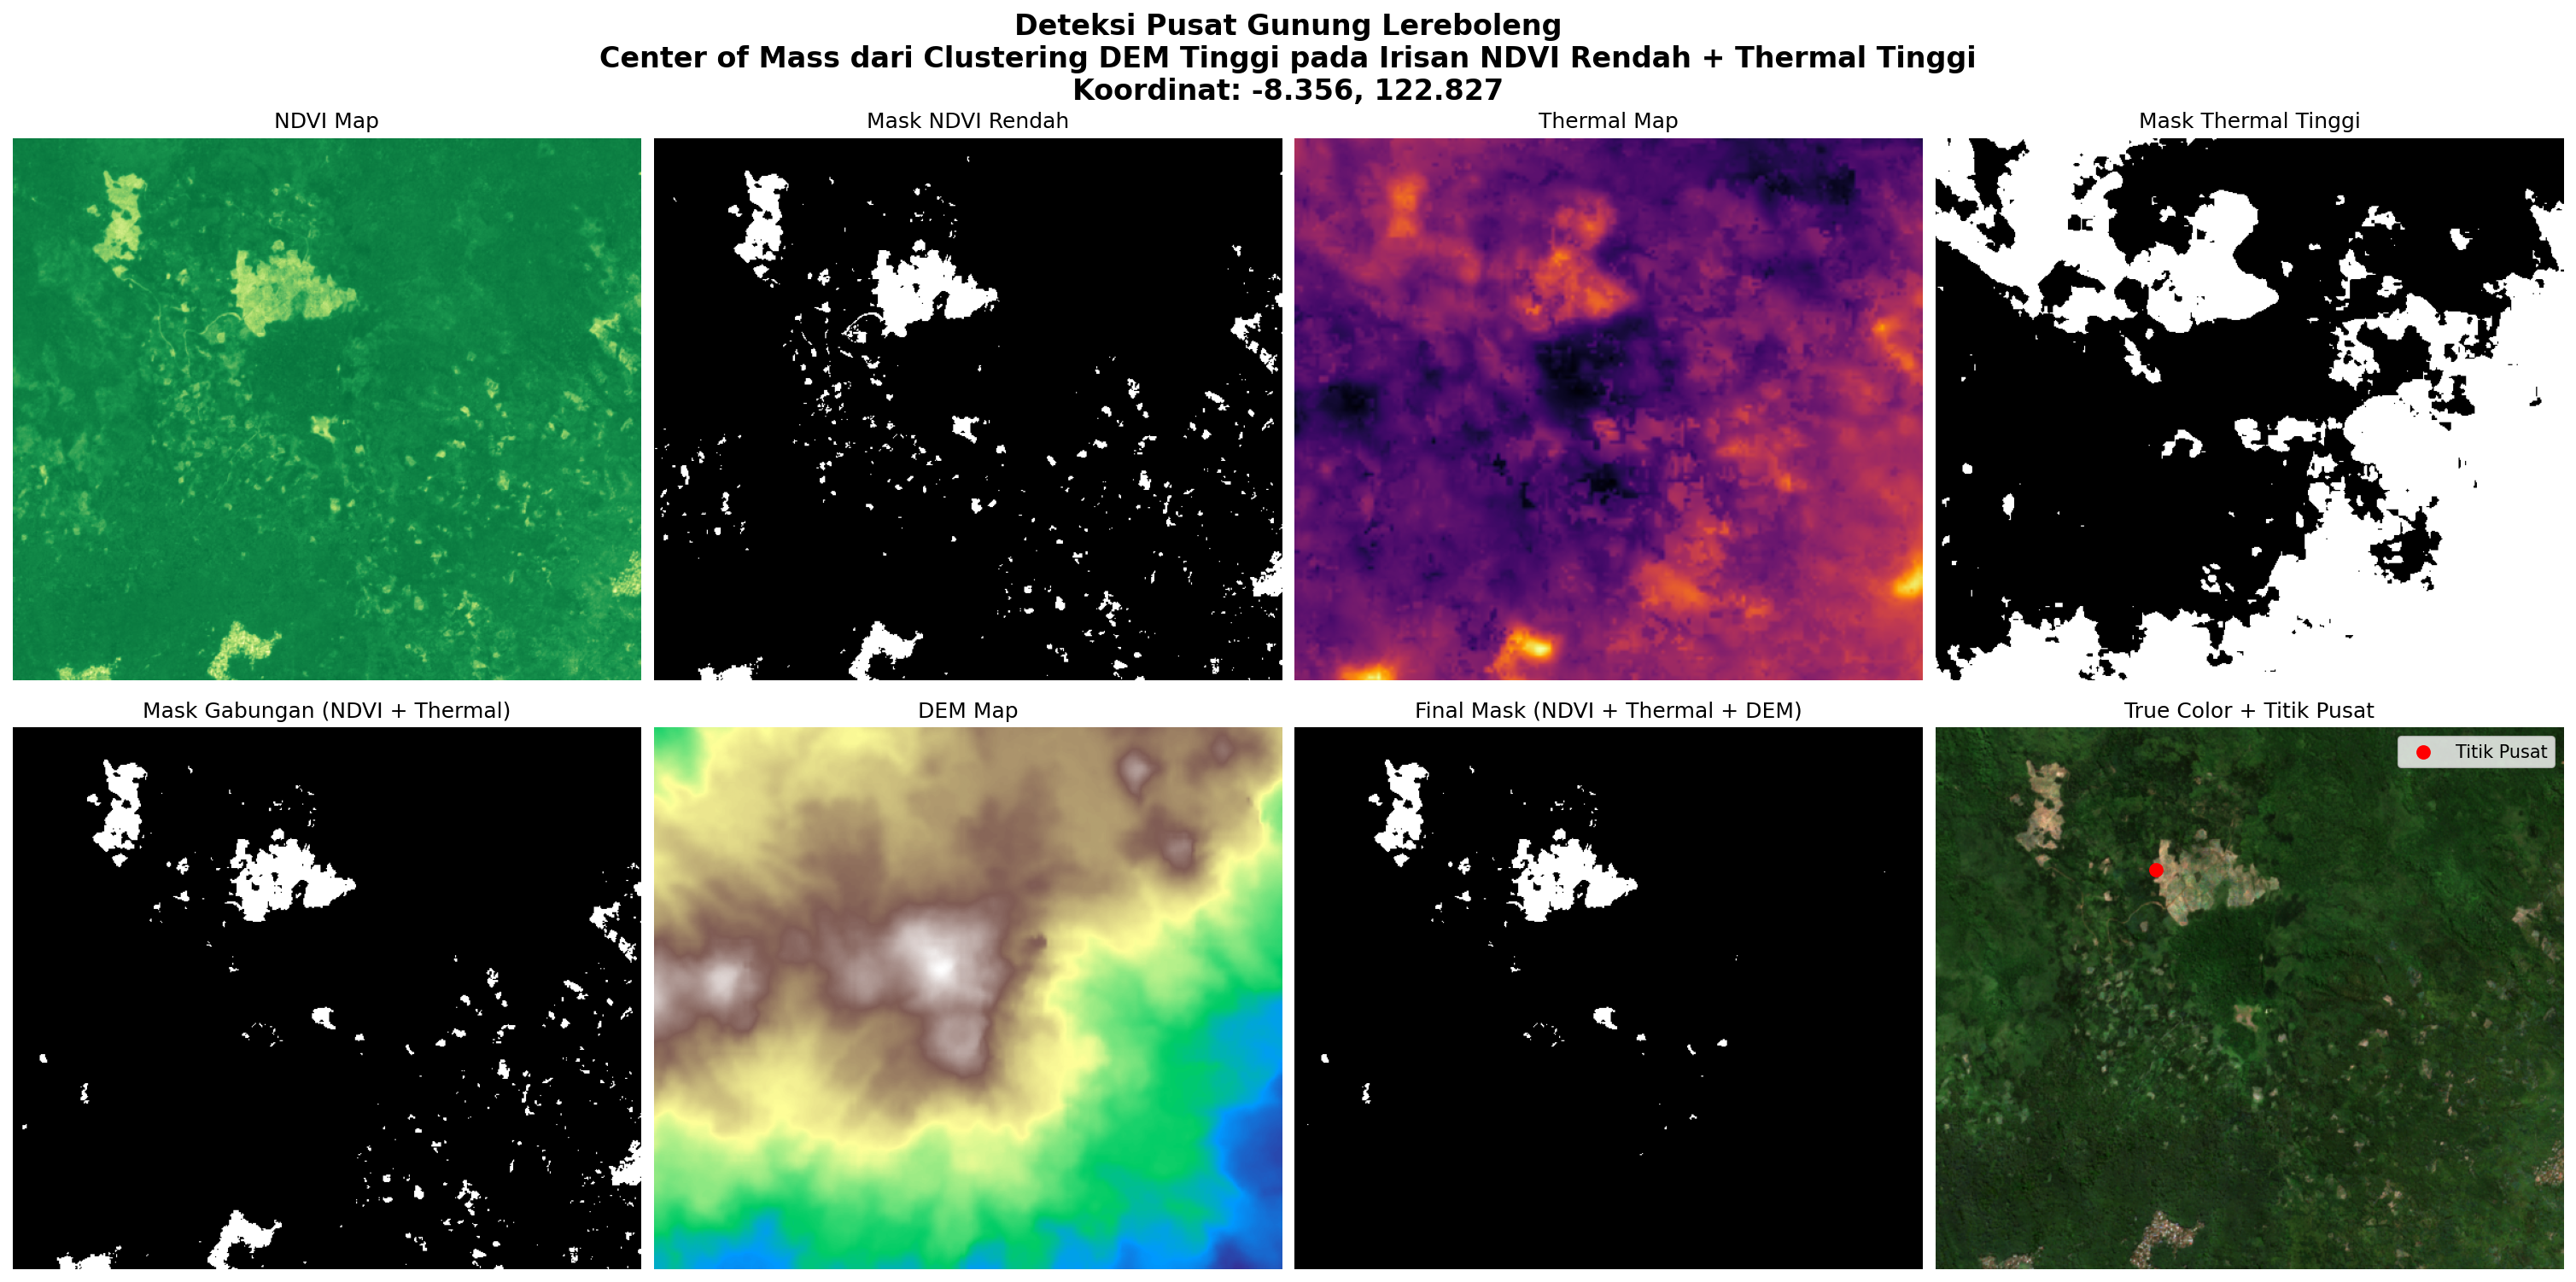 Deteksi Pusat Gunung Lereboleng
Center of Mass dari Clustering DEM Tinggi pada Irisan NDVI Rendah + Thermal Tinggi
Koordinat: -8.356, 122.827
NDVI Map
Mask NDVI Rendah
Thermal Map
Mask Thermal Tinggi
Mask Gabungan (NDVI + Thermal)
DEM Map
Final Mask (NDVI + Thermal + DEM)
True Color + Titik Pusat
Titik Pusat